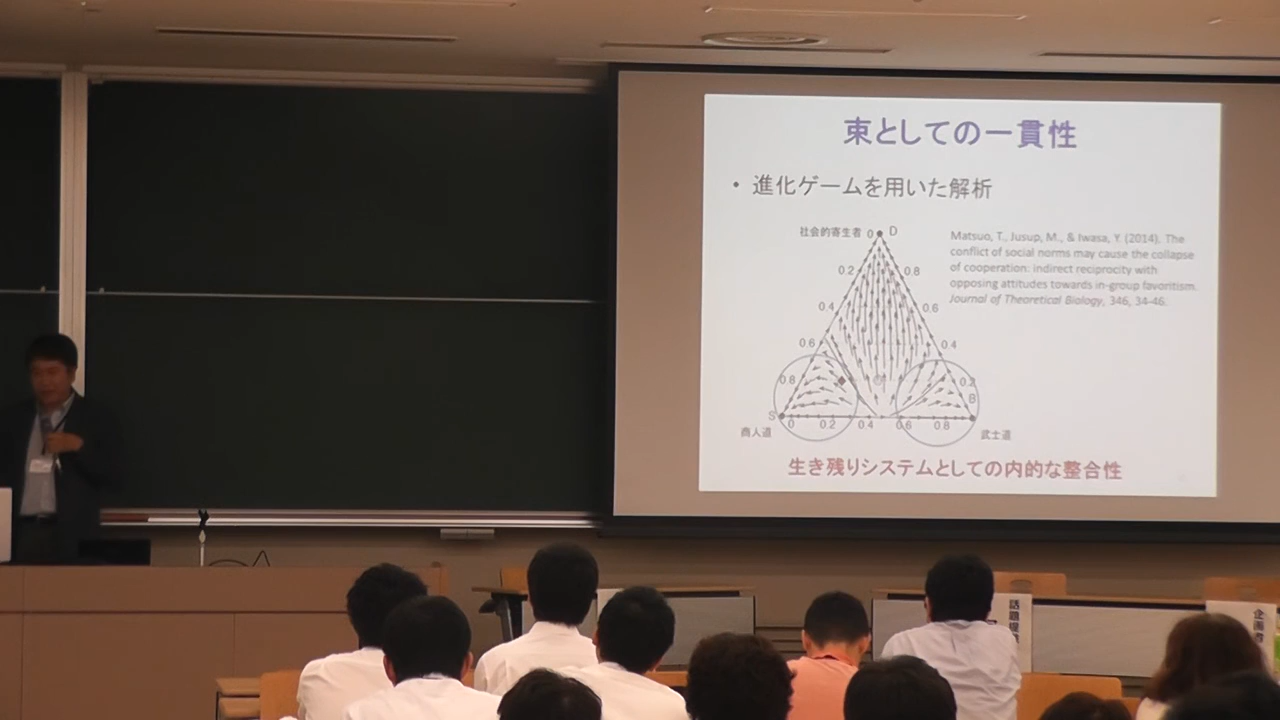 束としての一貫性
• 進化ゲームを用いた解析
社会的寄生者 0 D
Matsuo, T., Jusup, M., & Iwasa, Y. (2014). The
conflict of social norms may cause the collapse
of cooperation: indirect reciprocity with
opposing attitudes towards in-group favoritism.
Journal of Theoretical Biology, 346, 34-46.
0.2 0.8
0.4 0.6
0.6 0.4
0.8 0.2
B
S 0 0.2 0.4 0.6 0.8
商人道 武士道
生き残りシステムとしての内的な整合性
企画者